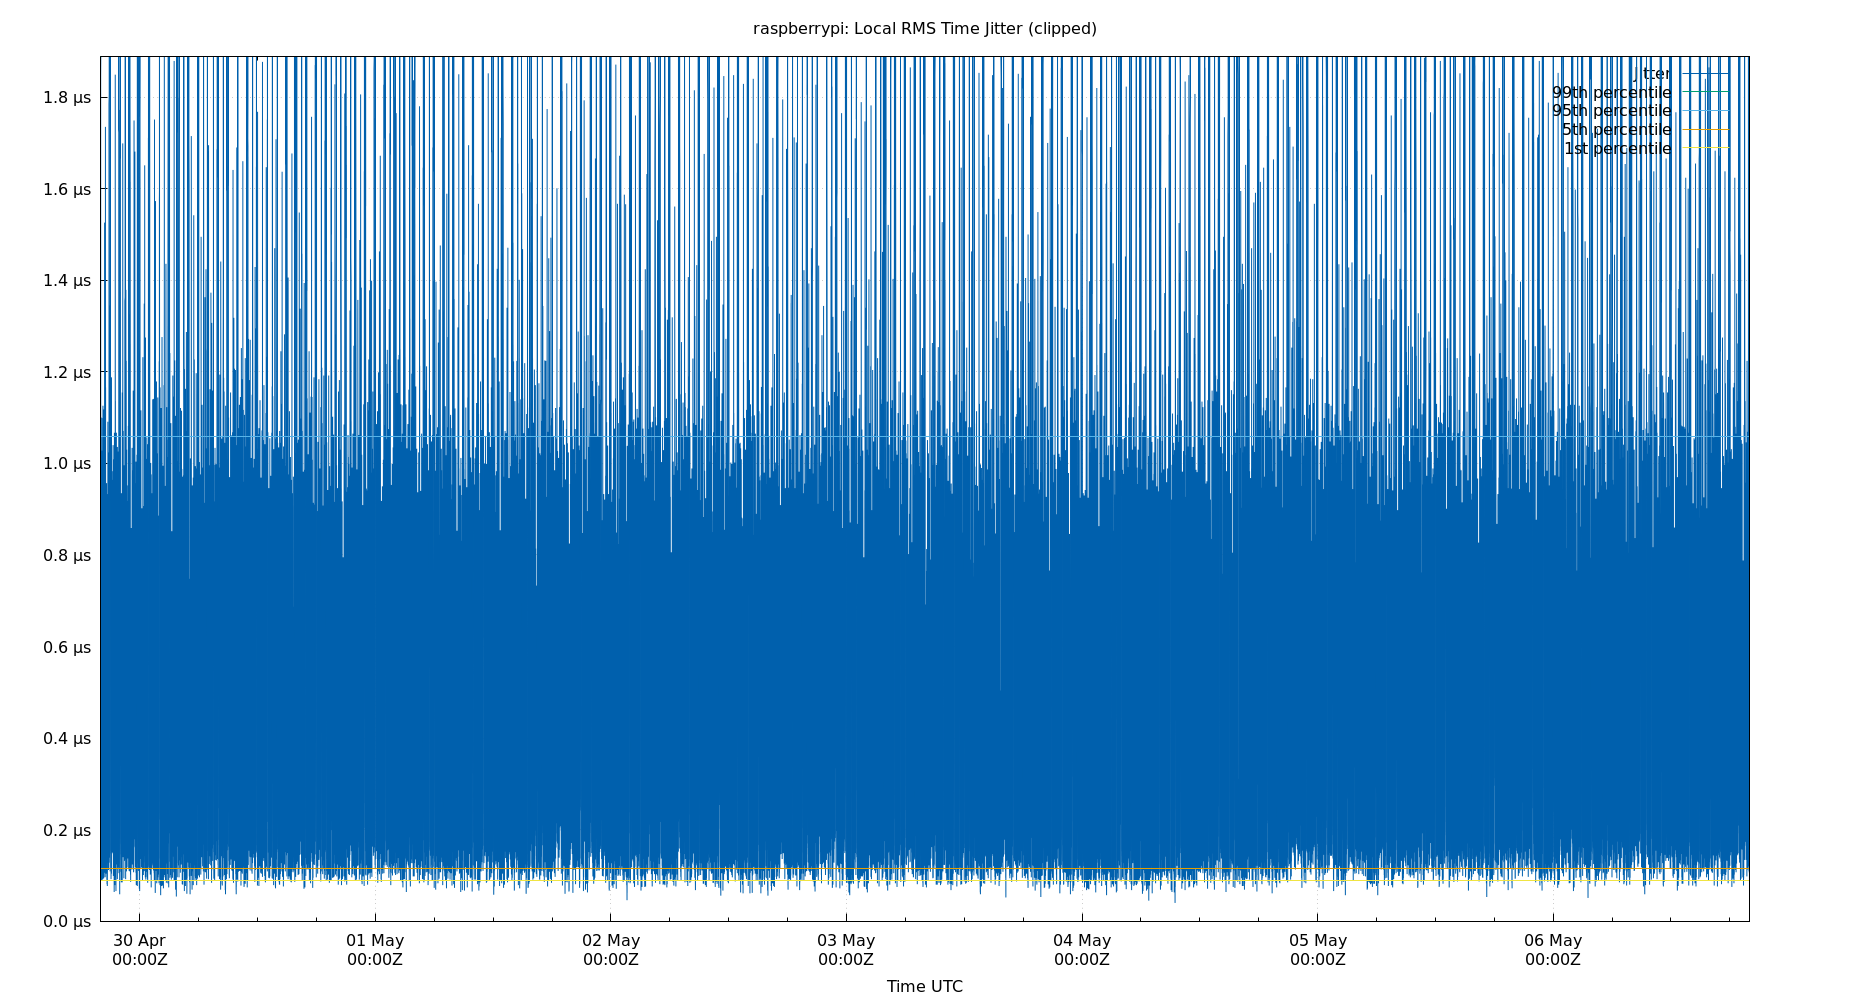 raspberrypi: Local RMS Time Jitter (clipped)
jitter
99th percentile
95th percentile
5th percentile
1st percentile
1.8 µs
1.6 µs
1.4 µs
1.2 µs
1.0 µs
0.8 µs
0.6 µs
0.4 µs
0.2 µs
0.0 µs
30 Apr 01 May 02 May 03 May 04 May 05 May 06 May
00:00Z 00:00Z 00:00Z 00:00Z 00:00Z 00:00Z 00:00Z
Time UTC